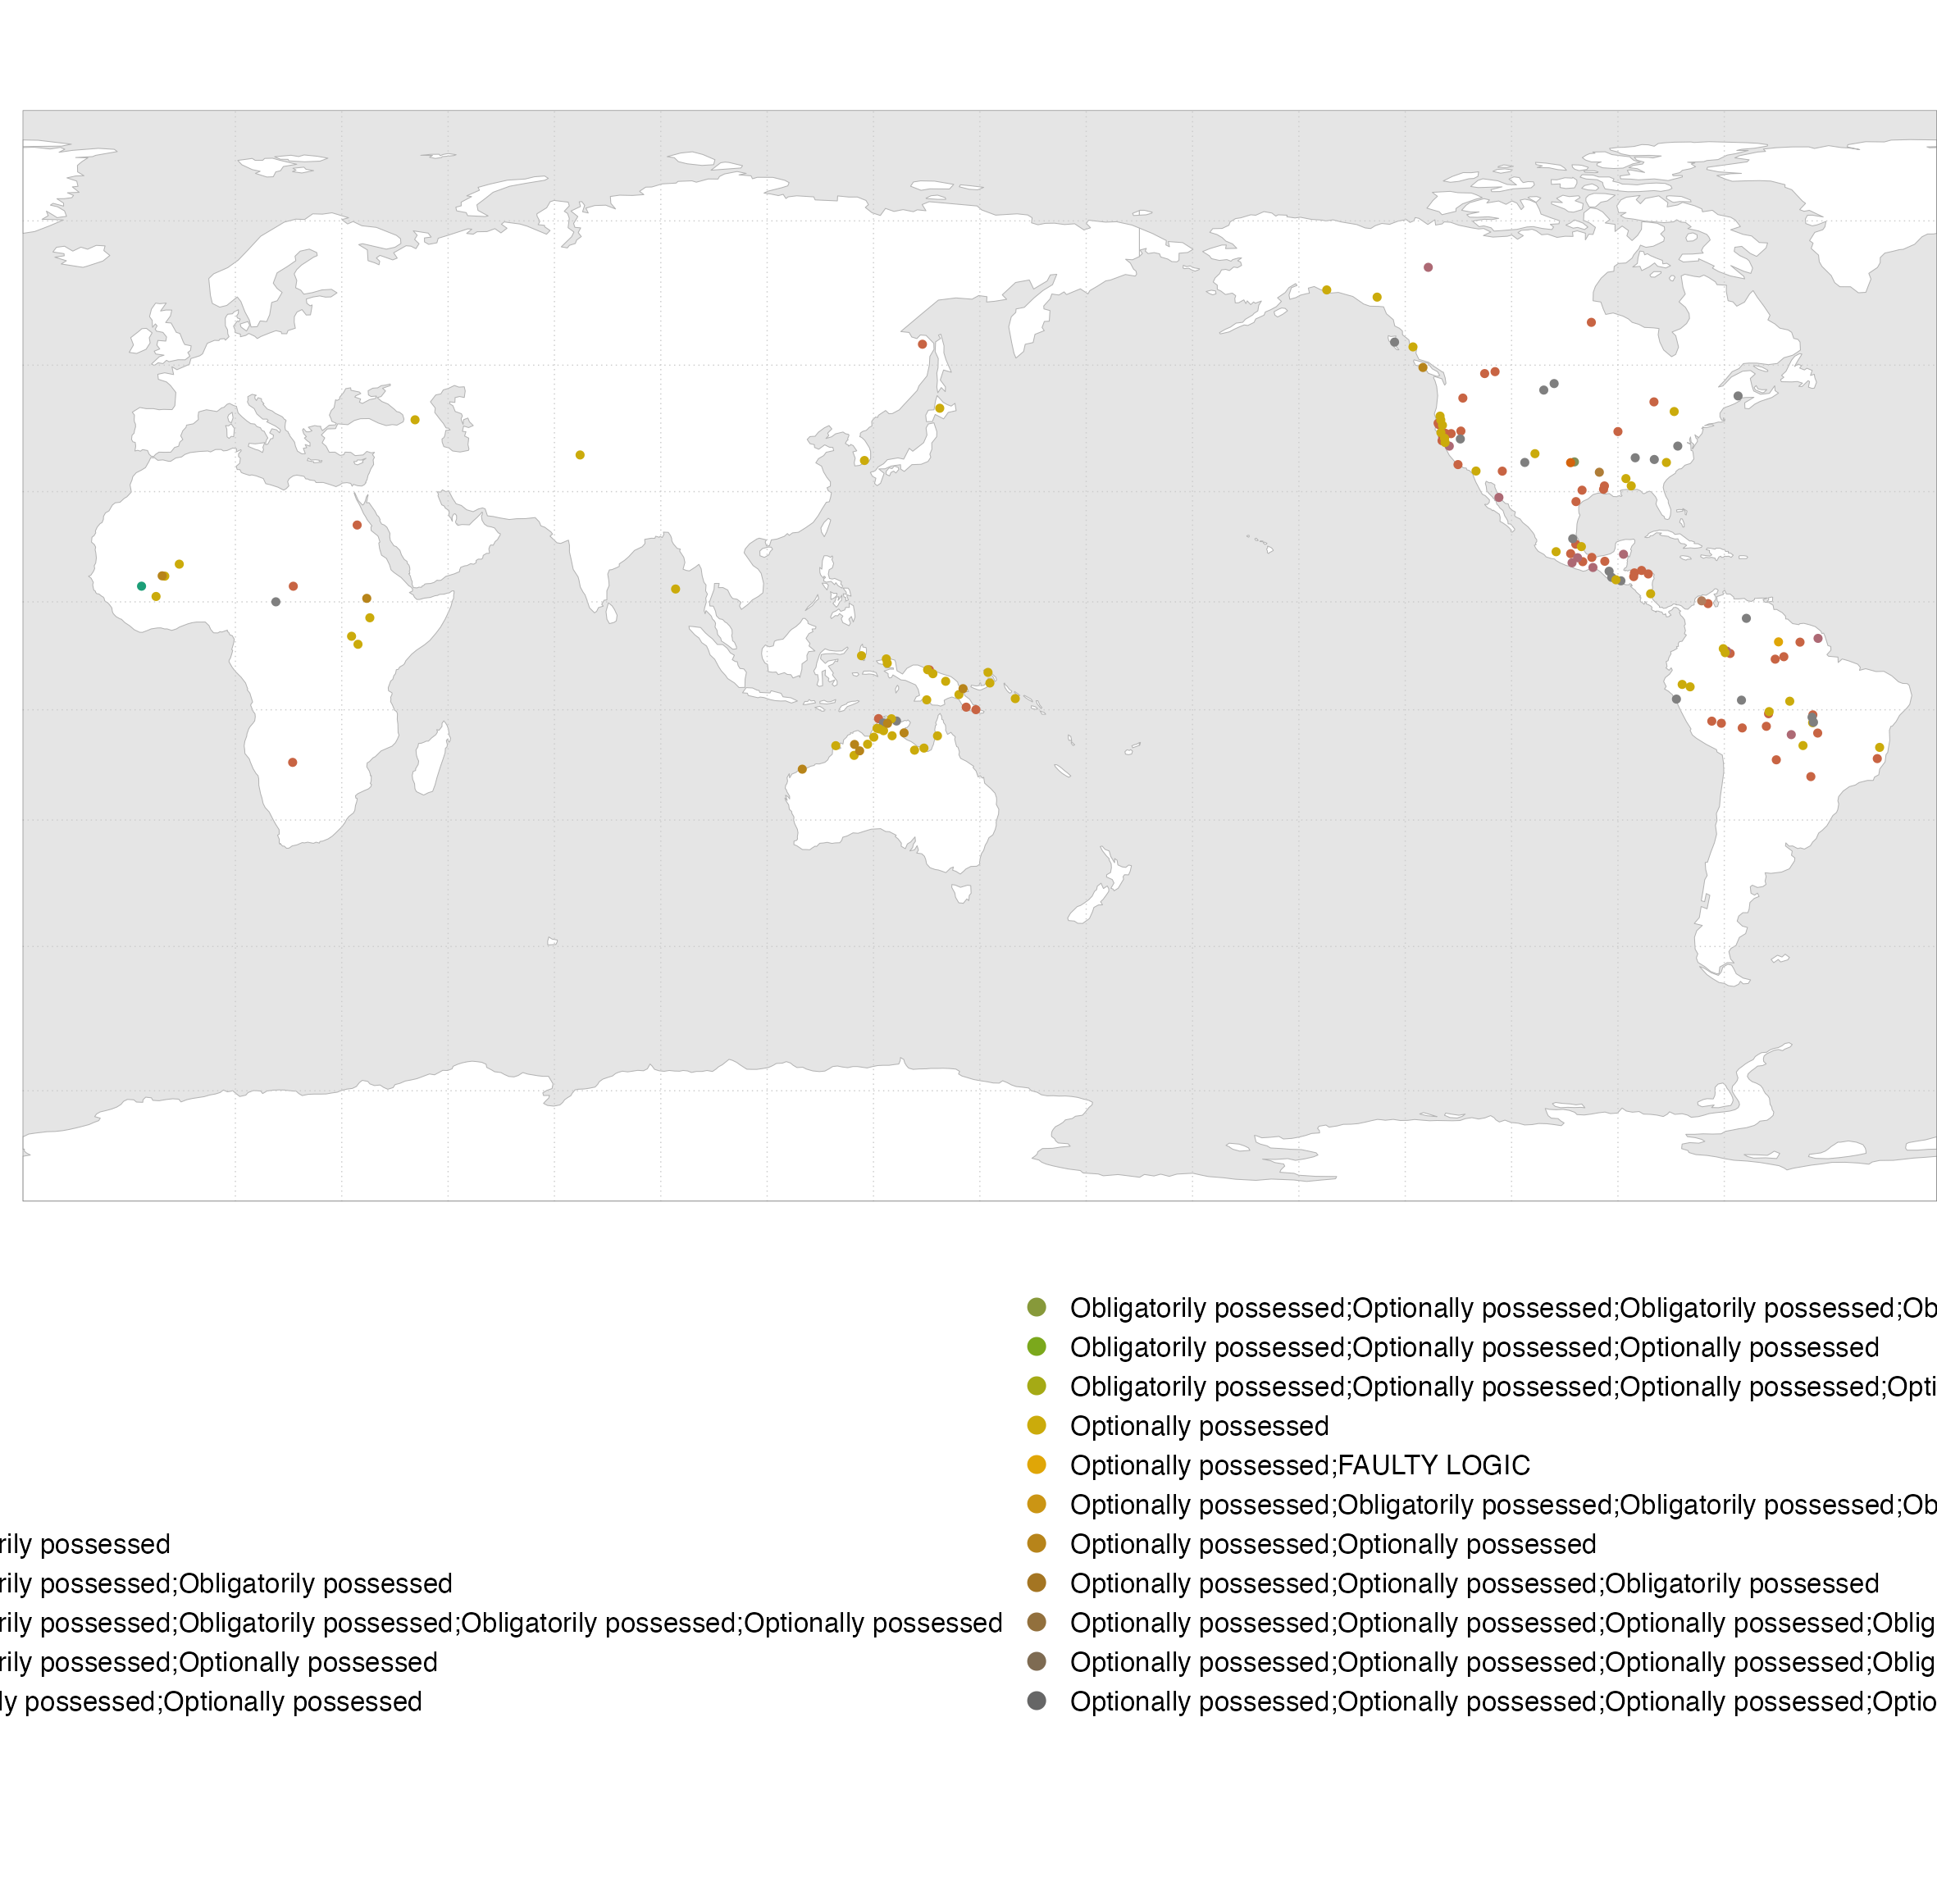 rily possessed
rily possessed;Obligatorily possessed
rily possessed;Obligatorily possessed;Obligatorily possessed;Optionally possessed
rily possessed;Optionally possessed
ly possessed;Optionally possessed
Obligatorily possessed;Optionally possessed;Obligatorily possessed;Ob
Obligatorily possessed;Optionally possessed;Optionally possessed
Obligatorily possessed;Optionally possessed;Optionally possessed;Opti
Optionally possessed
Optionally possessed;FAULTY LOGIC
Optionally possessed;Obligatorily possessed;Obligatorily possessed;Ob
Optionally possessed;Optionally possessed
Optionally possessed;Optionally possessed;Obligatorily possessed
Optionally possessed;Optionally possessed;Optionally possessed;Oblig
Optionally possessed;Optionally possessed;Optionally possessed;Oblig
Optionally possessed;Optionally possessed;Optionally possessed;Optio